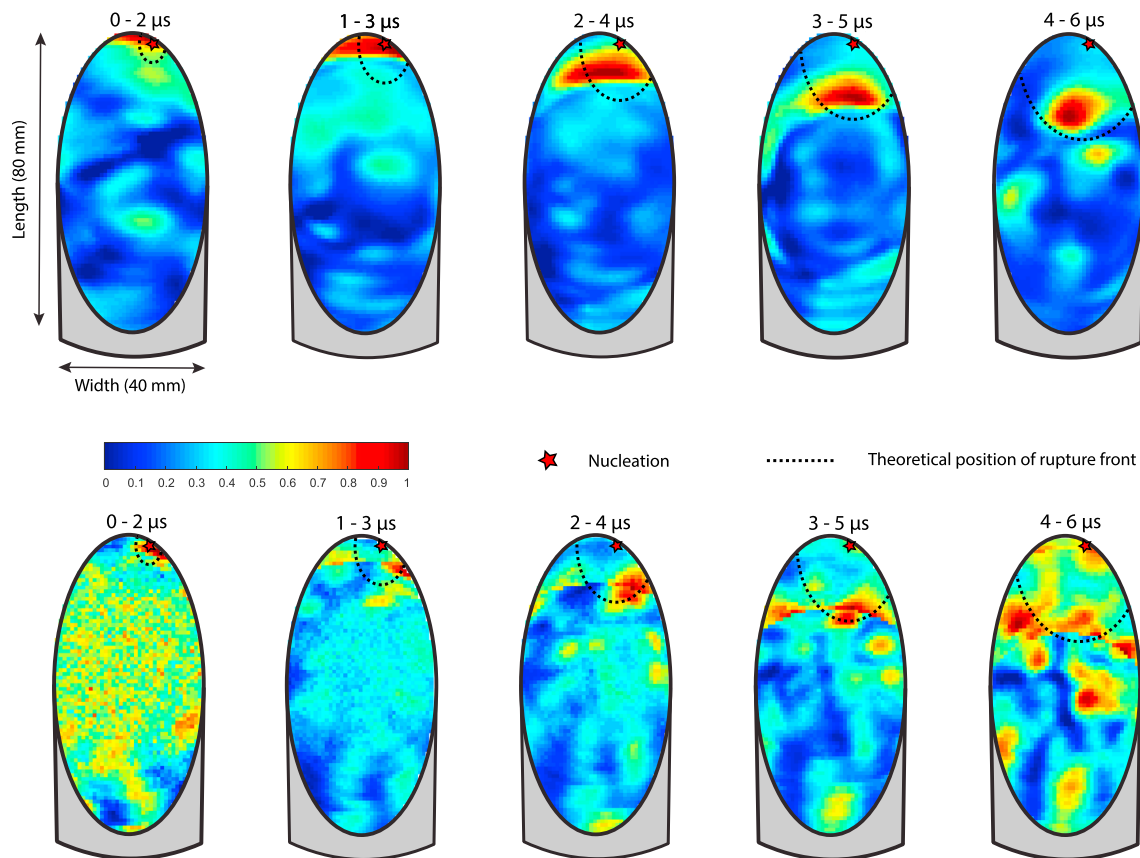 0 - 2 µs
1 - 3 µs
2 - 4 µs
3 - 5 µs
4 - 6 µs
Length (80 mm)
Width (40 mm)
0 0.1 0.2 0.3 0.4 0.5 0.6 0.7 0.8 0.9 1
Nucleation
Theoretical position of rupture front
0 - 2 µs
1 - 3 µs
2 - 4 µs
3 - 5 µs
4 - 6 µs